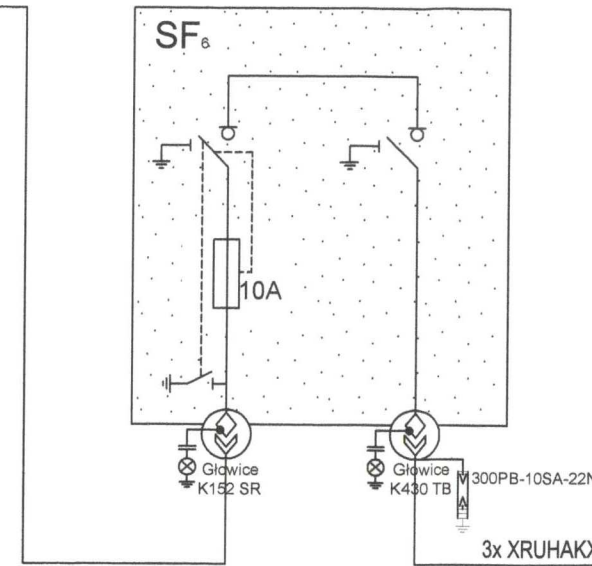 SF6
10A
Głowice
K152 SR
Głowice
K430 TB
300PB-10SA-22N
3x XRUHAKX